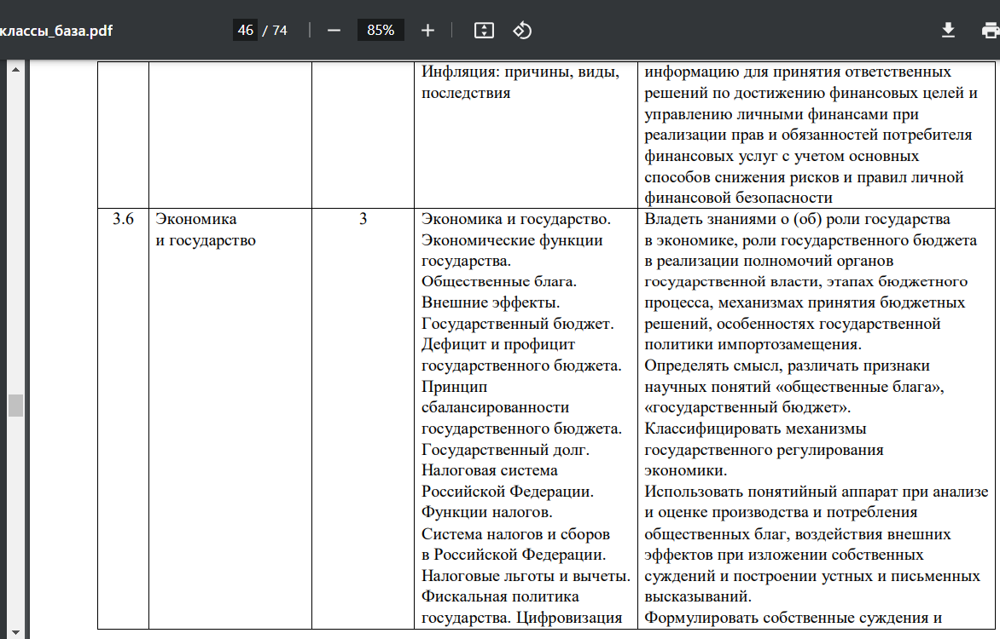 классы_база.pdf
46 / 74
85%
Инфляция: причины, виды,
последствия
информацию для принятия ответственных
решений по достижению финансовых целей и
управлению личными финансами при
реализации прав и обязанностей потребителя
финансовых услуг с учетом основных
способов снижения рисков и правил личной
финансовой безопасности
3.6
Экономика
и государство
3
Экономика и государство.
Экономические функции
государства.
Общественные блага.
Внешние эффекты.
Государственный бюджет.
Дефицит и профицит
государственного бюджета.
Принцип
сбалансированности
государственного бюджета.
Государственный долг.
Налоговая система
Российской Федерации.
Функции налогов.
Система налогов и сборов
в Российской Федерации.
Налоговые льготы и вычеты.
Фискальная политика
государства. Цифровизация
Владеть знаниями о (об) роли государства
в экономике, роли государственного бюджета
в реализации полномочий органов
государственной власти, этапах бюджетного
процесса, механизмах принятия бюджетных
решений, особенностях государственной
политики импортозамещения.
Определять смысл, различать признаки
научных понятий «общественные блага»,
«государственный бюджет».
Классифицировать механизмы
государственного регулирования
экономики.
Использовать понятийный аппарат при анализе
и оценке производства и потребления
общественных благ, воздействия внешних
эффектов при изложении собственных
суждений и построении устных и письменных
высказываний.
Формулировать собственные суждения и